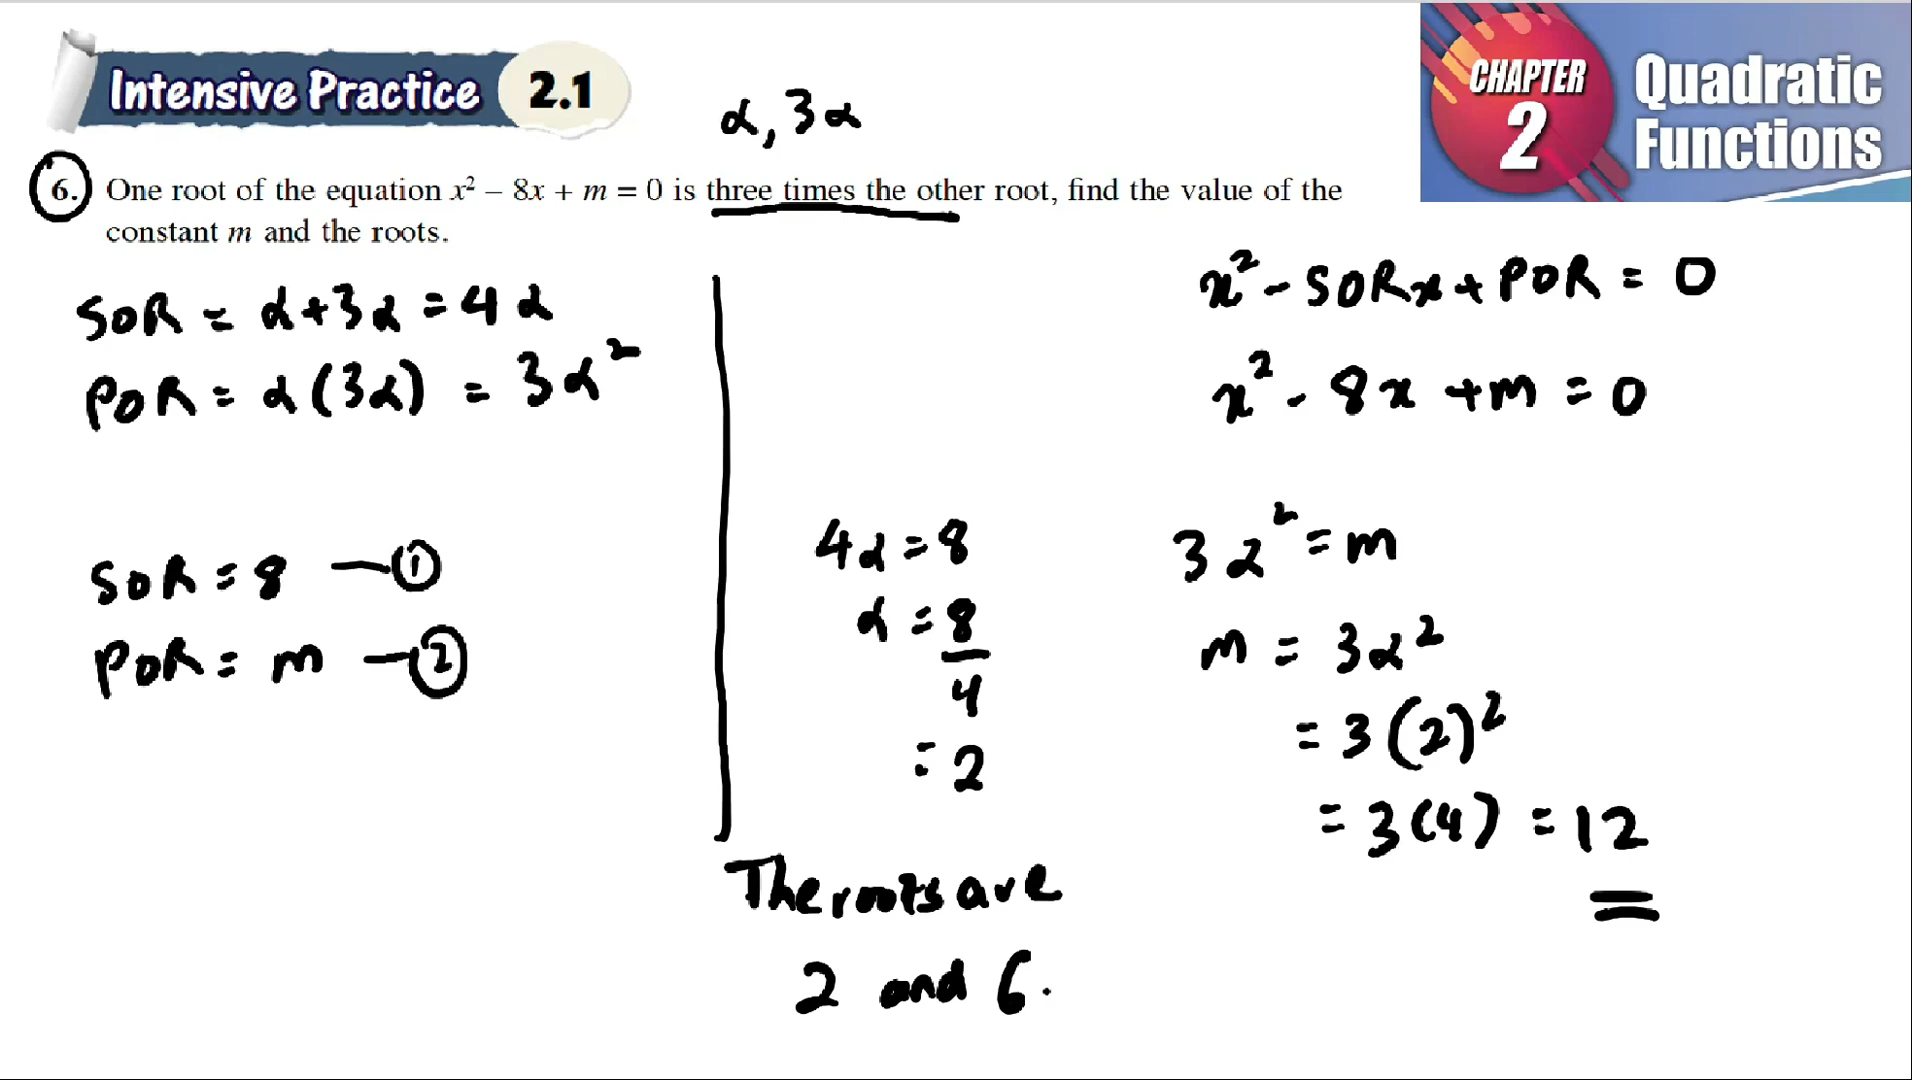 Intensive Practice 2.1
CHAPTER 2
Quadratic Functions
α, 3α
6. One root of the equation x² − 8x + m = 0 is three times the other root, find the value of the
constant m and the roots.
SOR = α+3α = 4α
POR = α(3α) = 3α²
SOR = 8 —①
POR = m —②
4α = 8
α = 8/4
= 2
The roots are
2 and 6.
x² - SORx + POR = 0
x² - 8x + m = 0
3α² = m
m = 3α²
= 3(2)²
= 3(4) = 12